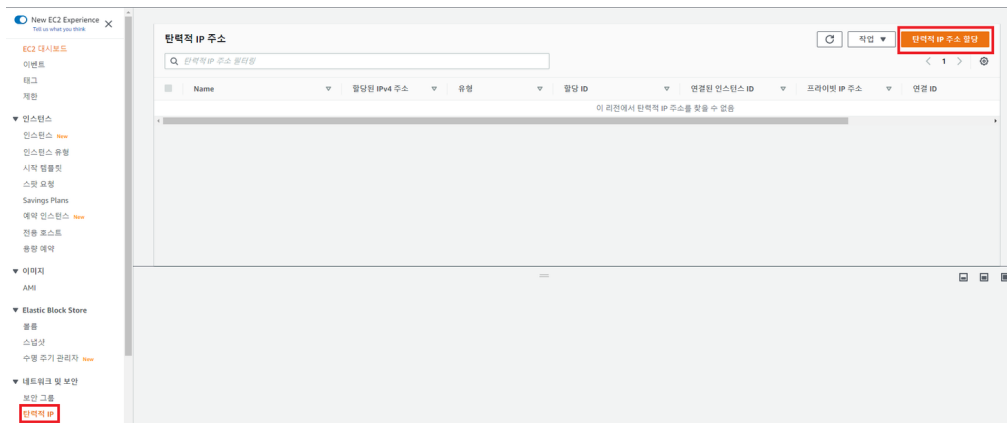 New EC2 Experience
Tell us what you think
EC2 대시보드
이벤트
태그
제한
인스턴스
인스턴스 New
인스턴스 유형
시작 템플릿
스팟 요청
Savings Plans
예약 인스턴스 New
전용 호스트
용량 예약
이미지
AMI
Elastic Block Store
볼륨
스냅샷
수명 주기 관리자 New
네트워크 및 보안
보안 그룹
탄력적 IP
탄력적 IP 주소
작업
탄력적 IP 주소 할당
탄력적 IP 주소 필터링
1
Name 할당된 IPv4 주소 유형 할당 ID 연결된 인스턴스 ID 프라이빗 IP 주소 연결 ID
이 리전에서 탄력적 IP 주소를 찾을 수 없음